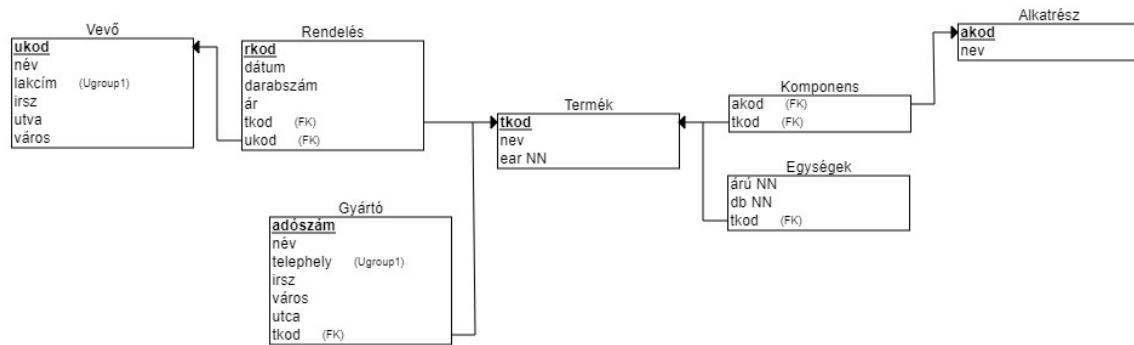 Vevő
ukod
név
lakcím (Ugroup1)
irsz
utva
város
Rendelés
rkod
dátum
darabszám
ár
tkod (FK)
ukod (FK)
Gyártó
adószám
név
telephely (Ugroup1)
irsz
város
utca
tkod (FK)
Termék
tkod
nev
ear NN
Komponens
akod (FK)
tkod (FK)
Egységek
árú NN
db NN
tkod (FK)
Alkatrész
akod
nev